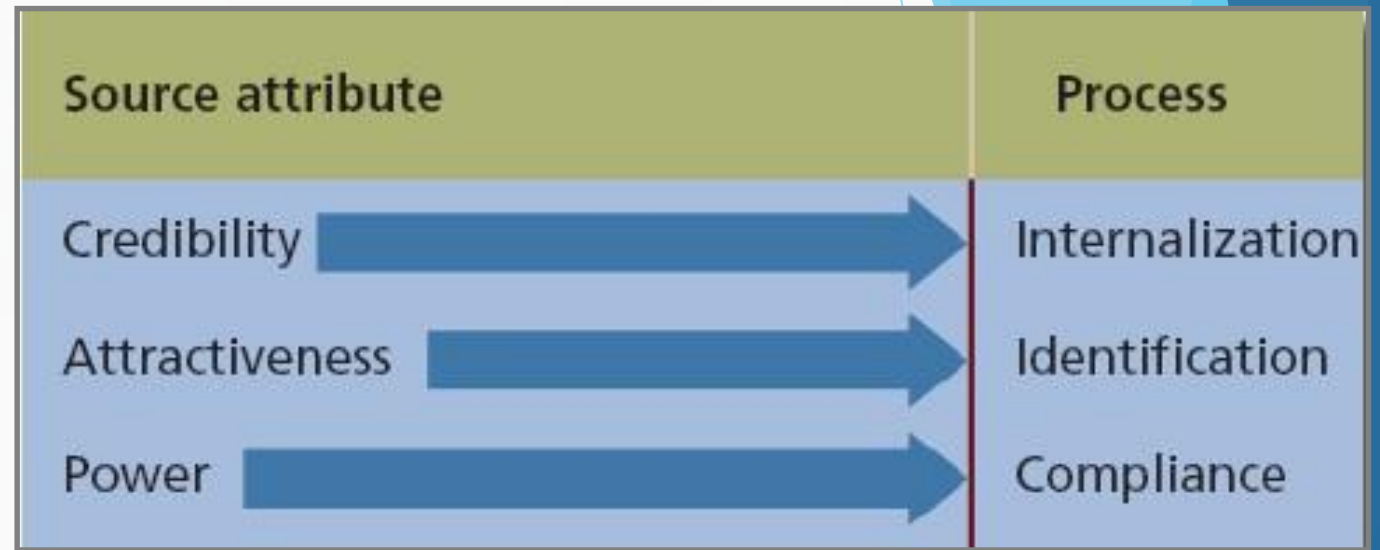 Source attribute Process
Credibility Internalization
Attractiveness Identification
Power Compliance